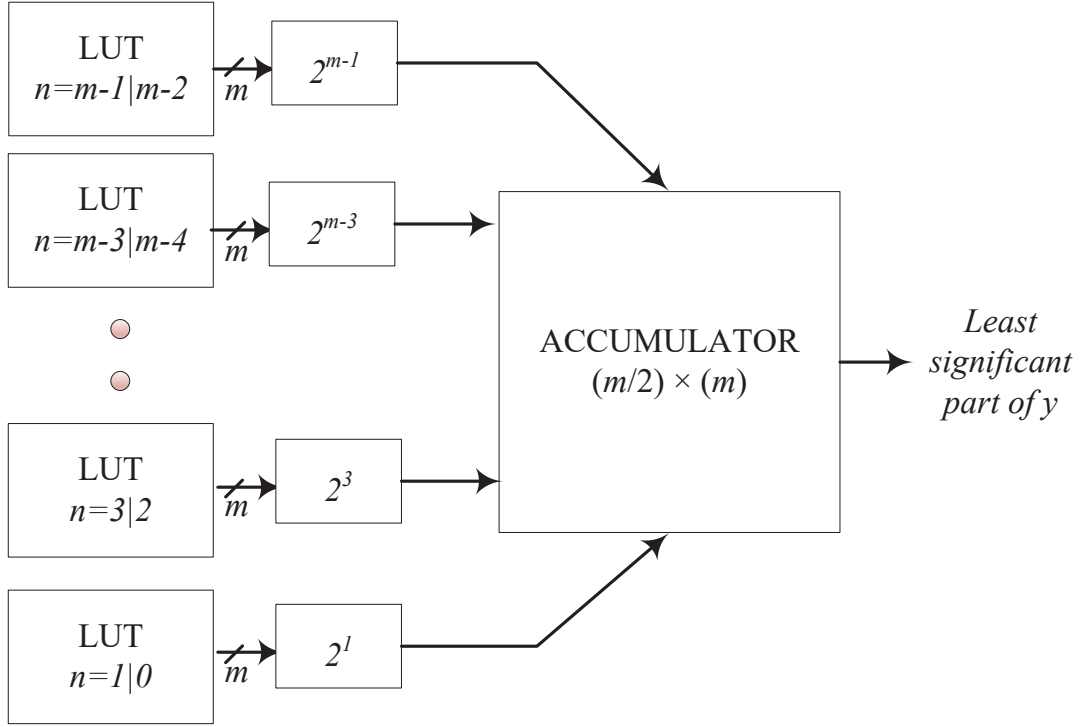 LUT
n=m-1|m-2
m
2^{m-1}
LUT
n=m-3|m-4
m
2^{m-3}
ACCUMULATOR
(m/2) × (m)
Least
significant
part of y
LUT
n=3|2
m
2^3
LUT
n=1|0
m
2^1